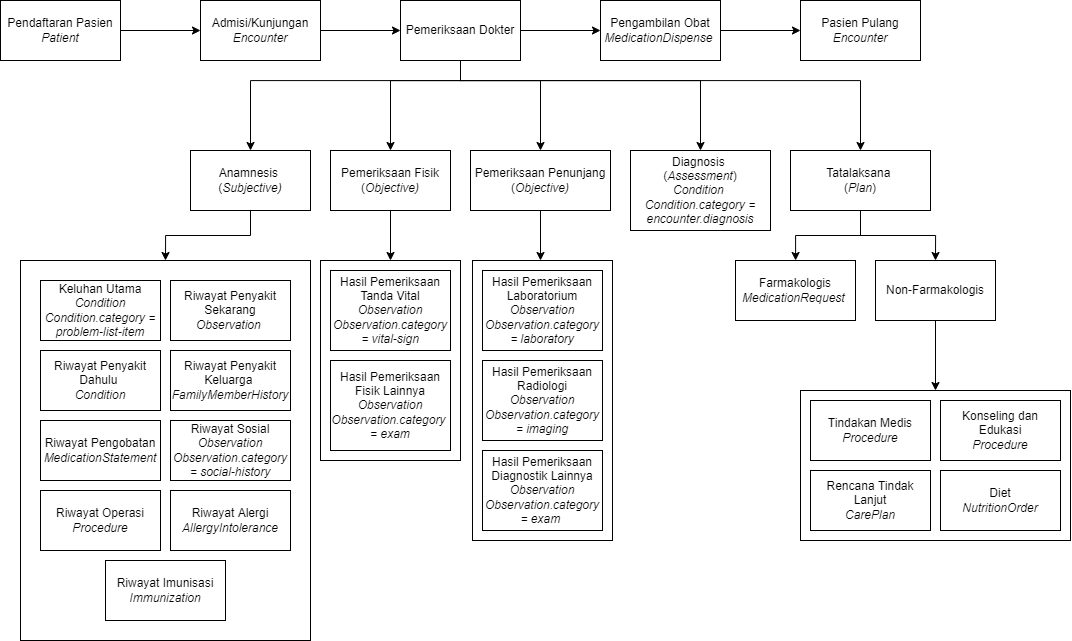 Pendaftaran Pasien
Patient
Admisi/Kunjungan
Encounter
Pemeriksaan Dokter
Pengambilan Obat
MedicationDispense
Pasien Pulang
Encounter
Anamnesis
(Subjective)
Pemeriksaan Fisik
(Objective)
Pemeriksaan Penunjang
(Objective)
Diagnosis
(Assessment)
Condition
Condition.category =
encounter.diagnosis
Tatalaksana
(Plan)
Keluhan Utama
Condition
Condition.category =
problem-list-item
Riwayat Penyakit
Sekarang
Observation
Riwayat Penyakit
Dahulu
Condition
Riwayat Penyakit
Keluarga
FamilyMemberHistory
Riwayat Pengobatan
MedicationStatement
Riwayat Sosial
Observation
Observation.category
= social-history
Riwayat Operasi
Procedure
Riwayat Alergi
AllergyIntolerance
Riwayat Imunisasi
Immunization
Hasil Pemeriksaan
Tanda Vital
Observation
Observation.category
= vital-sign
Hasil Pemeriksaan
Fisik Lainnya
Observation
Observation.category
= exam
Hasil Pemeriksaan
Laboratorium
Observation
Observation.category
= laboratory
Hasil Pemeriksaan
Radiologi
Observation
Observation.category
= imaging
Hasil Pemeriksaan
Diagnostik Lainnya
Observation
Observation.category
= exam
Farmakologis
MedicationRequest
Non-Farmakologis
Tindakan Medis
Procedure
Konseling dan
Edukasi
Procedure
Rencana Tindak
Lanjut
CarePlan
Diet
NutritionOrder